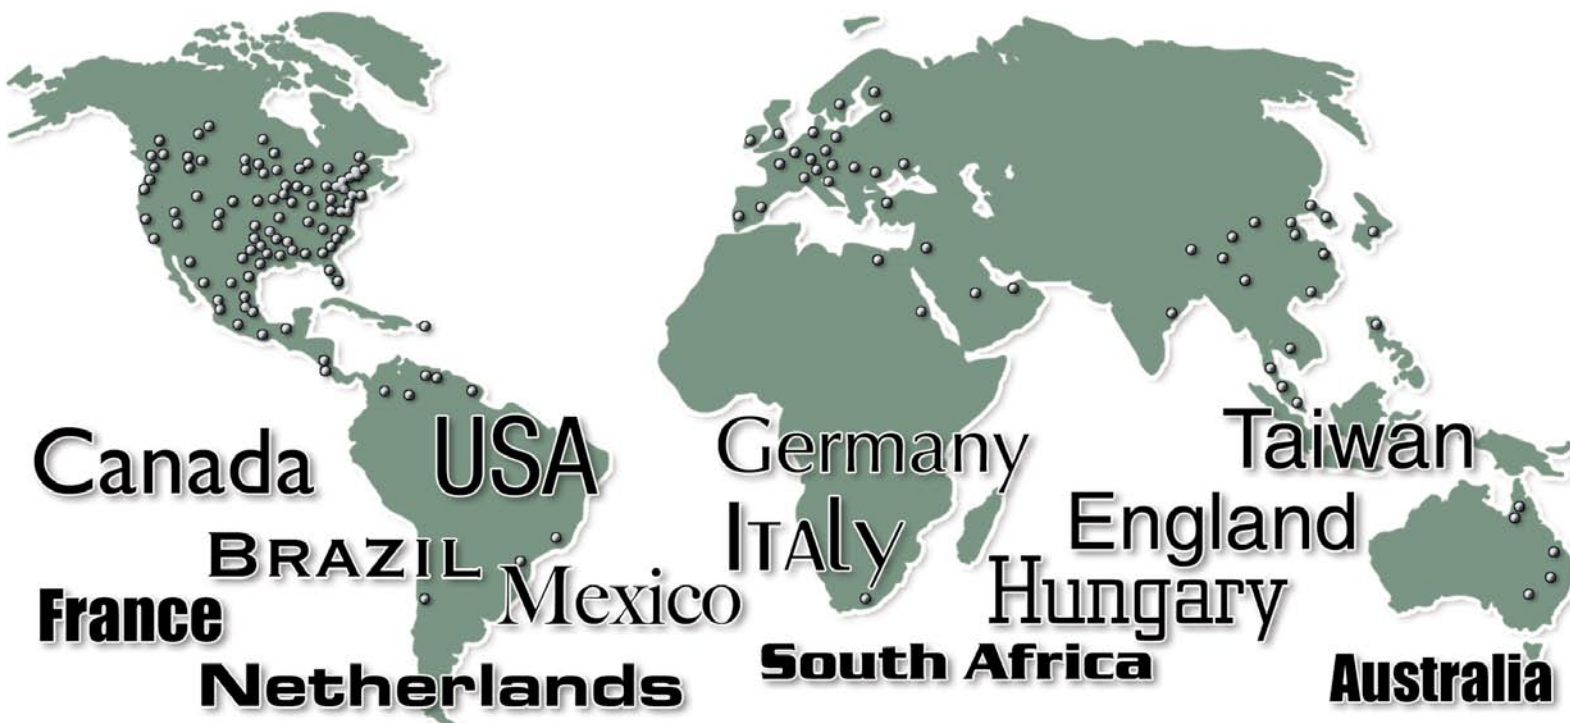 Canada
USA
Germany
Taiwan
BRAZIL
ITALY
England
France
Mexico
Hungary
Netherlands
South Africa
Australia